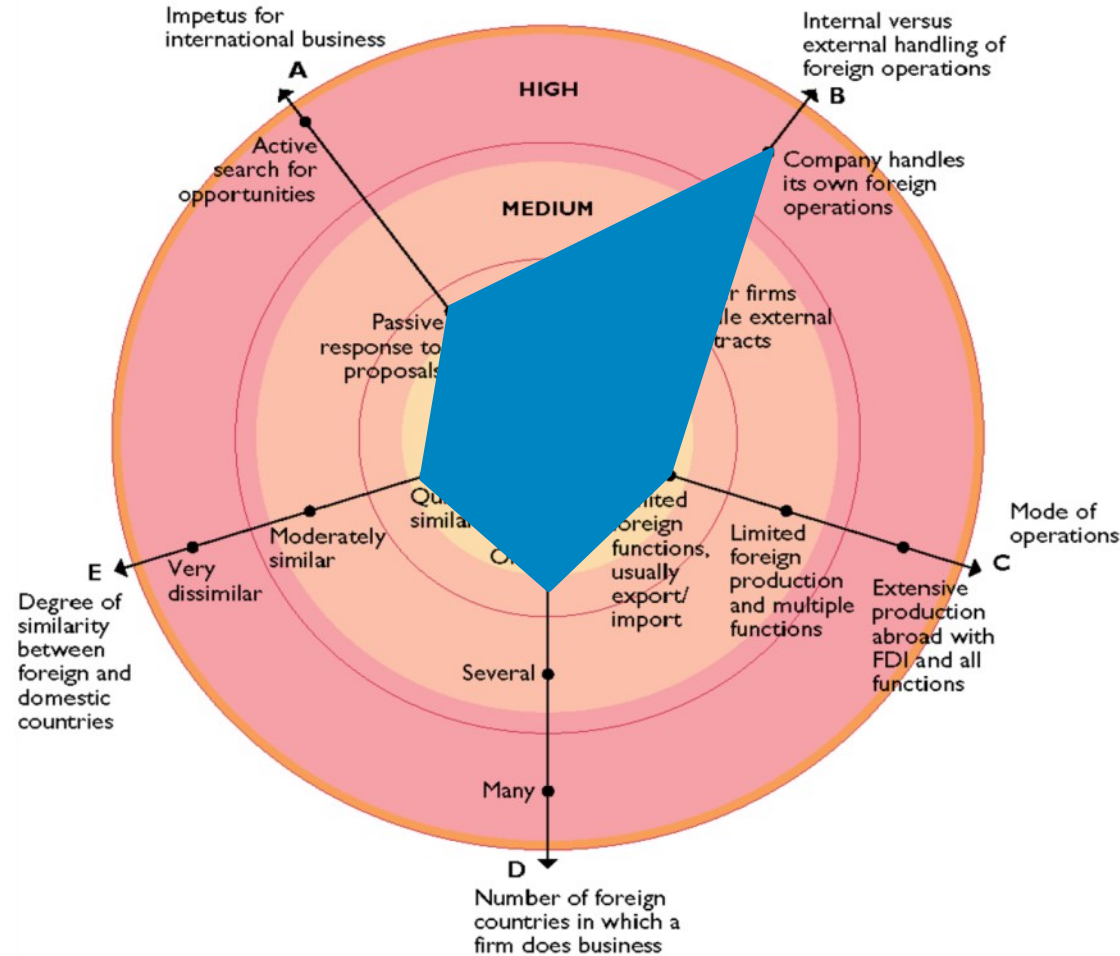 Impetus for
international business
A
Internal versus
external handling of
foreign operations
B
HIGH
Active
search for
opportunities
Company handles
its own foreign
operations
MEDIUM
firms
external
Passive
response to
proposals
foreign
functions,
usually
export/
import
Limited
foreign
production
and multiple
functions
Mode of
operations
C
Extensive
production
abroad with
FDI and all
functions
Moderately
similar
Very
dissimilar
E
Degree of
similarity
between
foreign and
domestic
countries
Several
Many
D
Number of foreign
countries in which a
firm does business